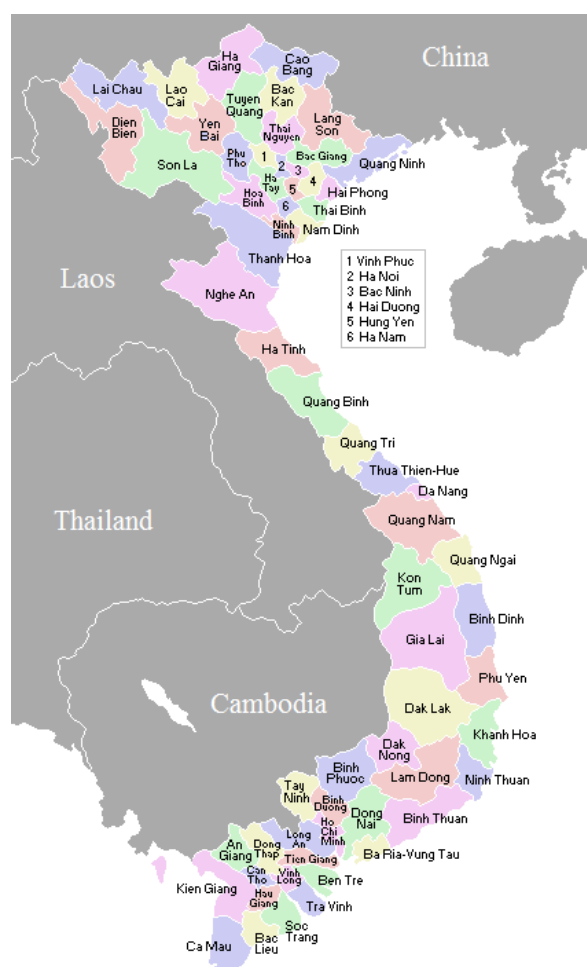 China
Ha
Giang
Cao
Bang
Lai Chau
Lao
Cai
Bac
Kan
Tuyen
Quang
Dien
Bien
Yen
Bai
Lang
Son
Thai
Nguyen
Phu
Tho
1
Bac Giang
Son La
2
3
Quang Ninh
Ha
Tay
4
5
Hoa
Binh
Hai Phong
6
Thai Binh
Ninh
Binh
Nam Dinh
Thanh Hoa
1 Vinh Phuc
2 Ha Noi
3 Bac Ninh
4 Hai Duong
5 Hung Yen
6 Ha Nam
Laos
Nghe An
Ha Tinh
Quang Binh
Quang Tri
Thua Thien-Hue
Da Nang
Thailand
Quang Nam
Quang Ngai
Kon
Tum
Binh Dinh
Gia Lai
Phu Yen
Cambodia
Dak Lak
Khanh Hoa
Dak
Nong
Binh
Phuoc
Lam Dong
Ninh Thuan
Tay
Ninh
Binh
Duong
Dong
Nai
Binh Thuan
Ho
Chi
Minh
Long
An
An
Giang
Dong
Thap
Tien Giang
Ba Ria-Vung Tau
Can
Tho
Vinh
Long
Ben Tre
Kien Giang
Hau
Giang
Tra Vinh
Soc
Trang
Ca Mau
Bac
Lieu